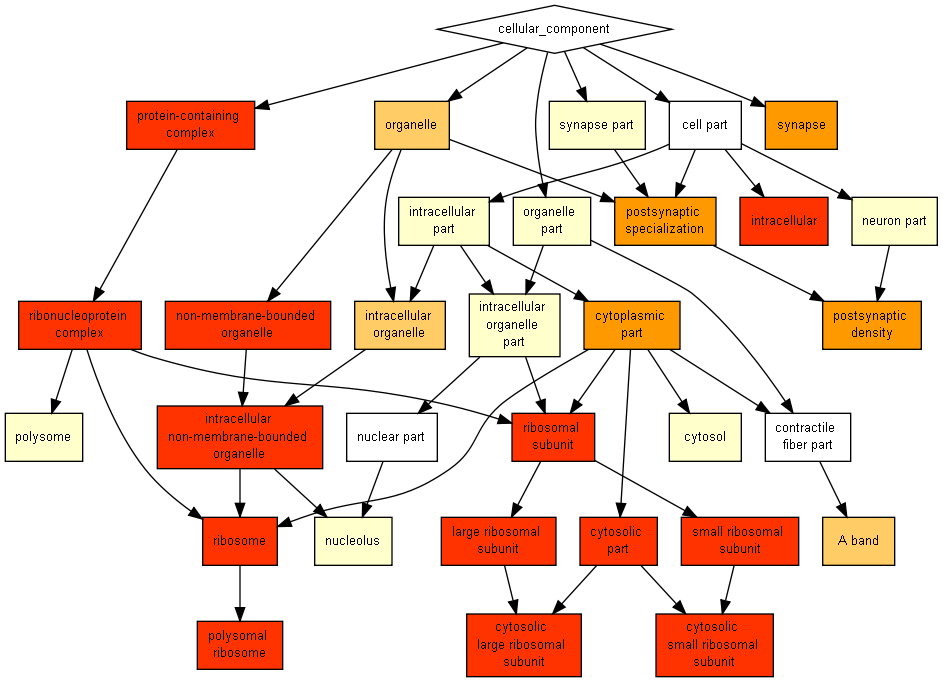 cellular_component
protein-containing
complex
organelle
synapse part
cell part
synapse
intracellular
part
organelle
part
postsynaptic
specialization
intracellular
neuron part
ribonucleoprotein
complex
non-membrane-bounded
organelle
intracellular
organelle
intracellular
organelle
part
cytoplasmic
part
postsynaptic
density
polysome
intracellular
non-membrane-bounded
organelle
nuclear part
ribosomal
subunit
cytosol
contractile
fiber part
ribosome
nucleolus
large ribosomal
subunit
cytosolic
part
small ribosomal
subunit
A band
polysomal
ribosome
cytosolic
large ribosomal
subunit
cytosolic
small ribosomal
subunit